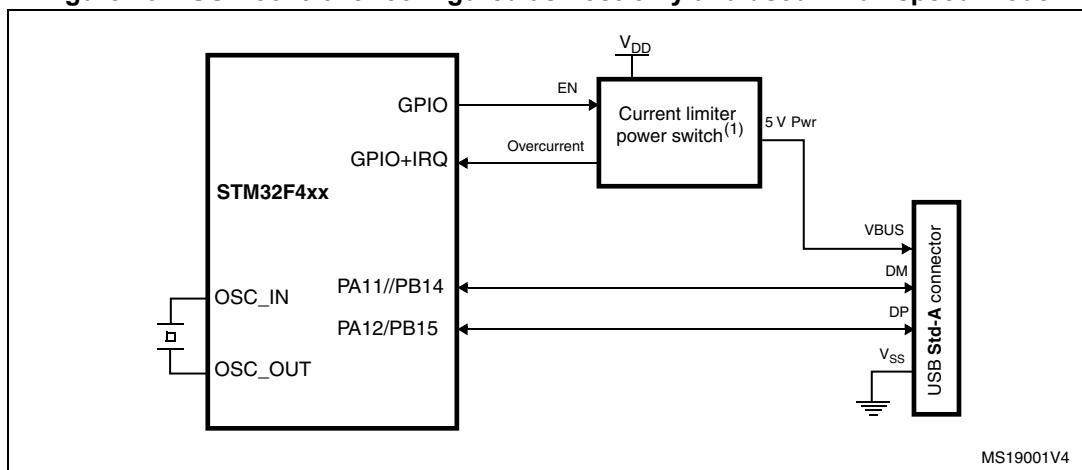 V_DD
GPIO
EN
Current limiter
power switch(1)
5 V Pwr
GPIO+IRQ
Overcurrent
STM32F4xx
VBUS
PA11//PB14
DM
OSC_IN
PA12/PB15
DP
OSC_OUT
V_SS
USB Std-A connector
MS19001V4